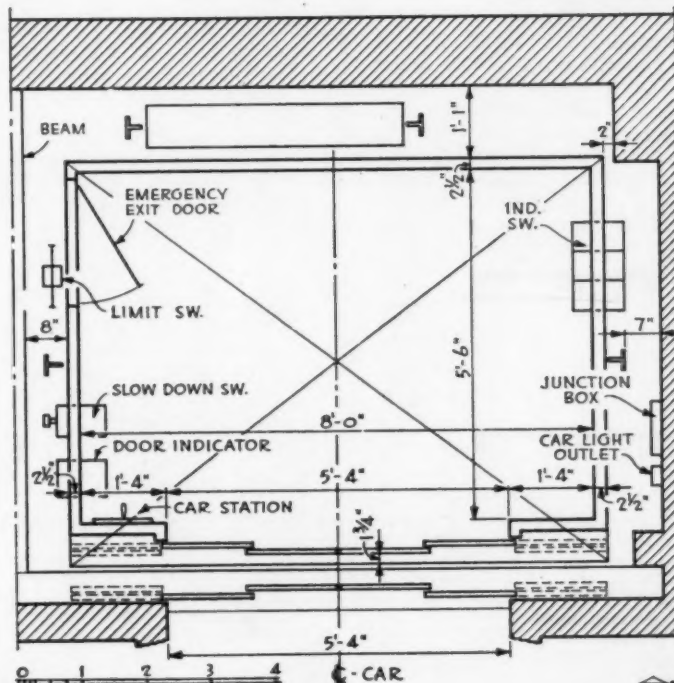 BEAM
1'-1"
2"
2½"
EMERGENCY
EXIT DOOR
IND.
SW.
LIMIT SW.
8"
7"
5'-6"
SLOW DOWN SW.
JUNCTION
BOX
8'-0"
DOOR INDICATOR
CAR LIGHT
OUTLET
2½"
1'-4"
5'-4"
1'-4"
2½"
CAR STATION
1¾"
5'-4"
0 1 2 3 4
℄-CAR